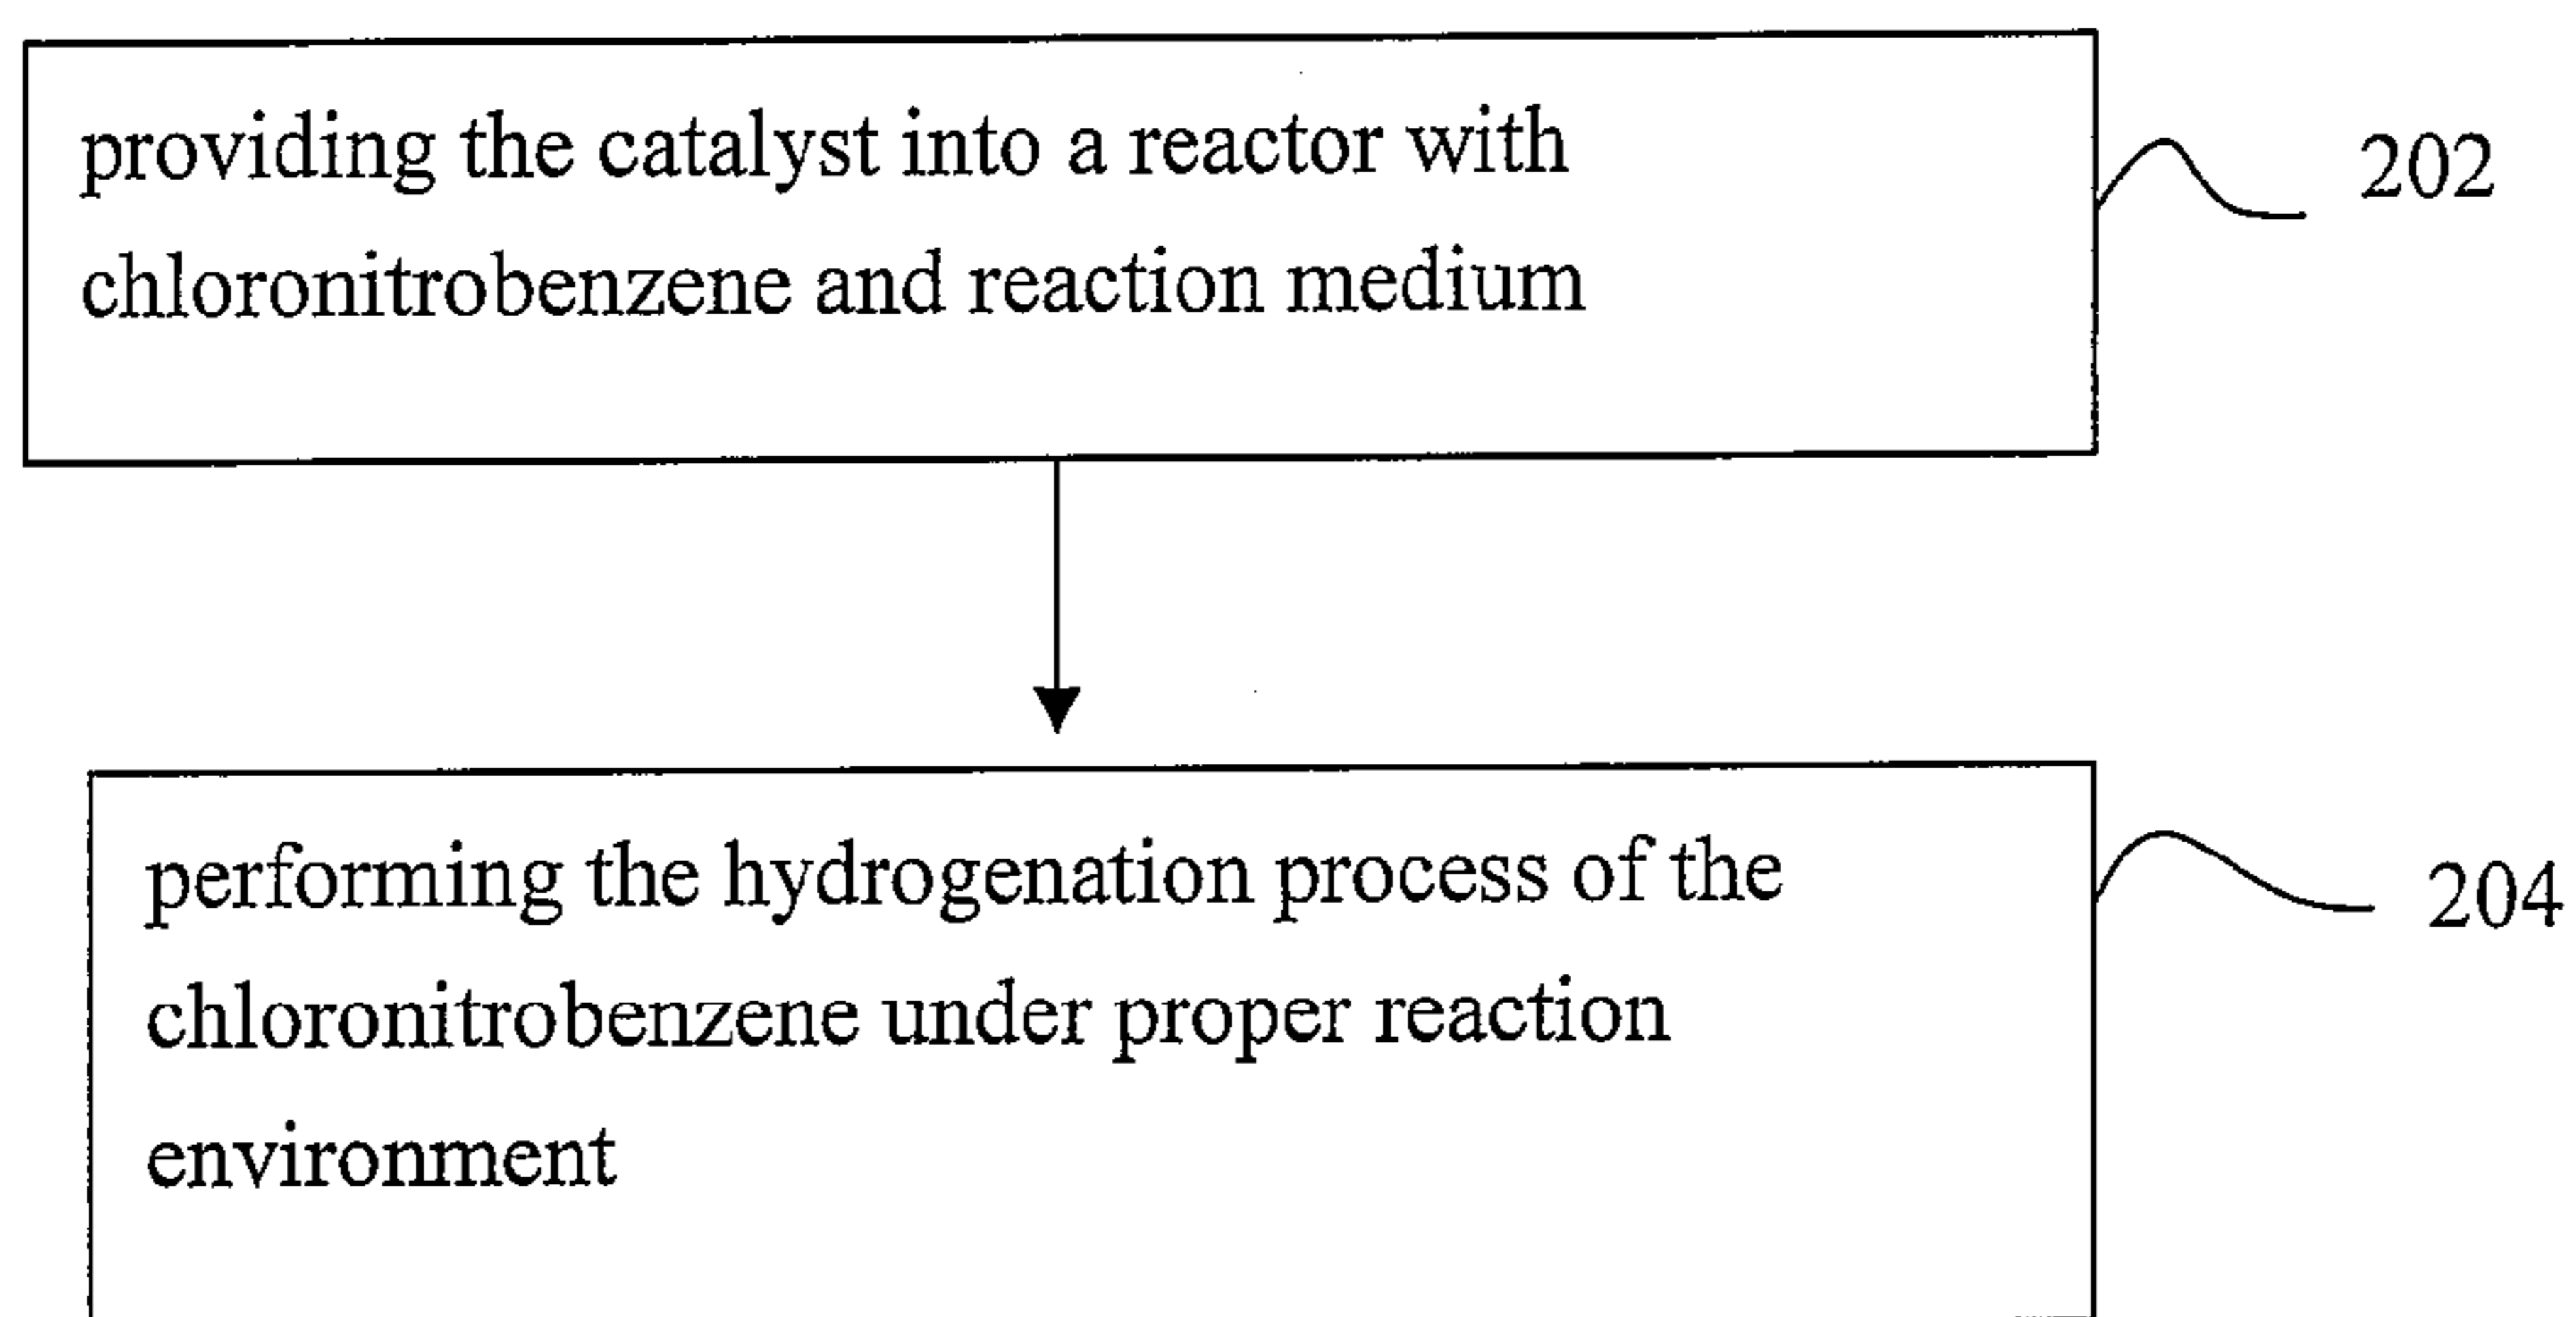 providing the catalyst into a reactor with
chloronitrobenzene and reaction medium
202
performing the hydrogenation process of the
chloronitrobenzene under proper reaction
environment
204